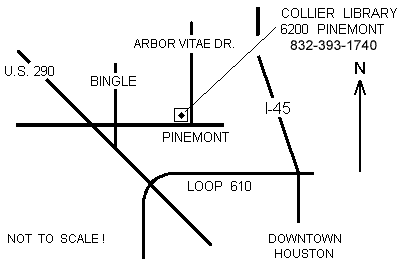 COLLIER LIBRARY
6200 PINEMONT
832-393-1740
ARBOR VITAE DR.
U.S. 290
BINGLE
N
I-45
PINEMONT
LOOP 610
NOT TO SCALE!
DOWNTOWN
HOUSTON